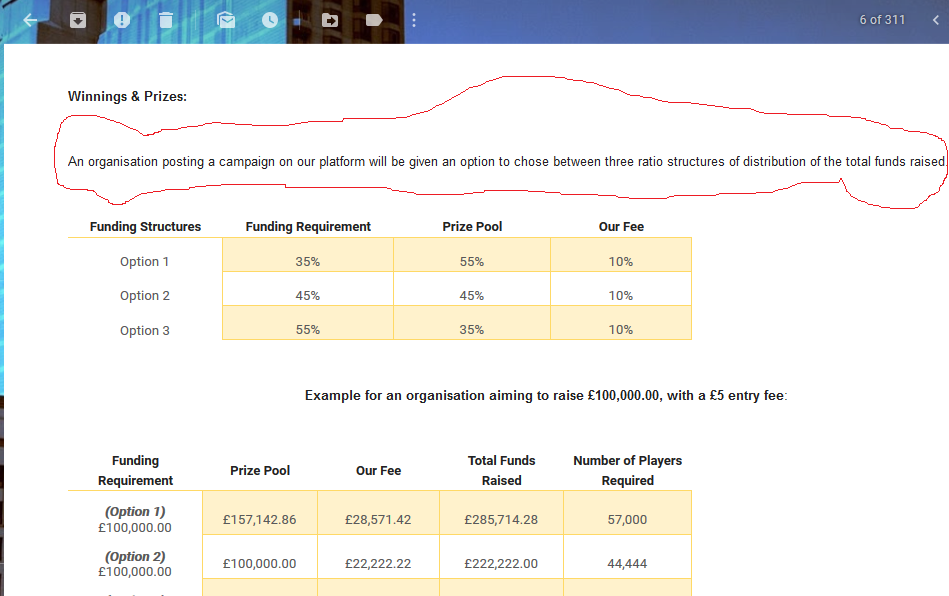 6 of 311
Winnings & Prizes:
An organisation posting a campaign on our platform will be given an option to chose between three ratio structures of distribution of the total funds raised.
Funding Structures Funding Requirement Prize Pool Our Fee
Option 1 35% 55% 10%
Option 2 45% 45% 10%
Option 3 55% 35% 10%
Example for an organisation aiming to raise £100,000.00, with a £5 entry fee:
Funding Requirement Prize Pool Our Fee Total Funds Raised Number of Players Required
(Option 1)
£100,000.00 £157,142.86 £28,571.42 £285,714.28 57,000
(Option 2)
£100,000.00 £100,000.00 £22,222.22 £222,222.00 44,444